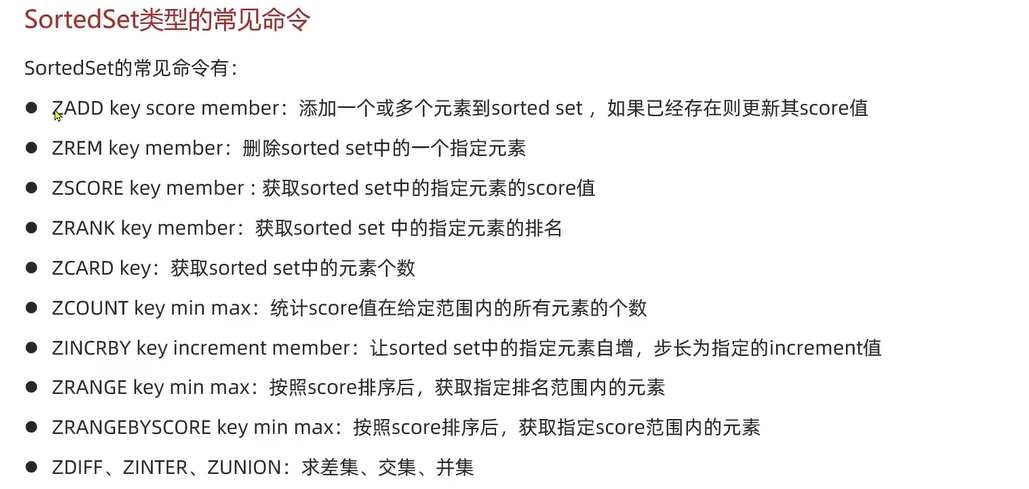 SortedSet类型的常见命令
SortedSet的常见命令有：
● ZADD key score member：添加一个或多个元素到sorted set ，如果已经存在则更新其score值
● ZREM key member：删除sorted set中的一个指定元素
● ZSCORE key member : 获取sorted set中的指定元素的score值
● ZRANK key member：获取sorted set 中的指定元素的排名
● ZCARD key：获取sorted set中的元素个数
● ZCOUNT key min max：统计score值在给定范围内的所有元素的个数
● ZINCRBY key increment member：让sorted set中的指定元素自增，步长为指定的increment值
● ZRANGE key min max：按照score排序后，获取指定排名范围内的元素
● ZRANGEBYSCORE key min max：按照score排序后，获取指定score范围内的元素
● ZDIFF、ZINTER、ZUNION：求差集、交集、并集